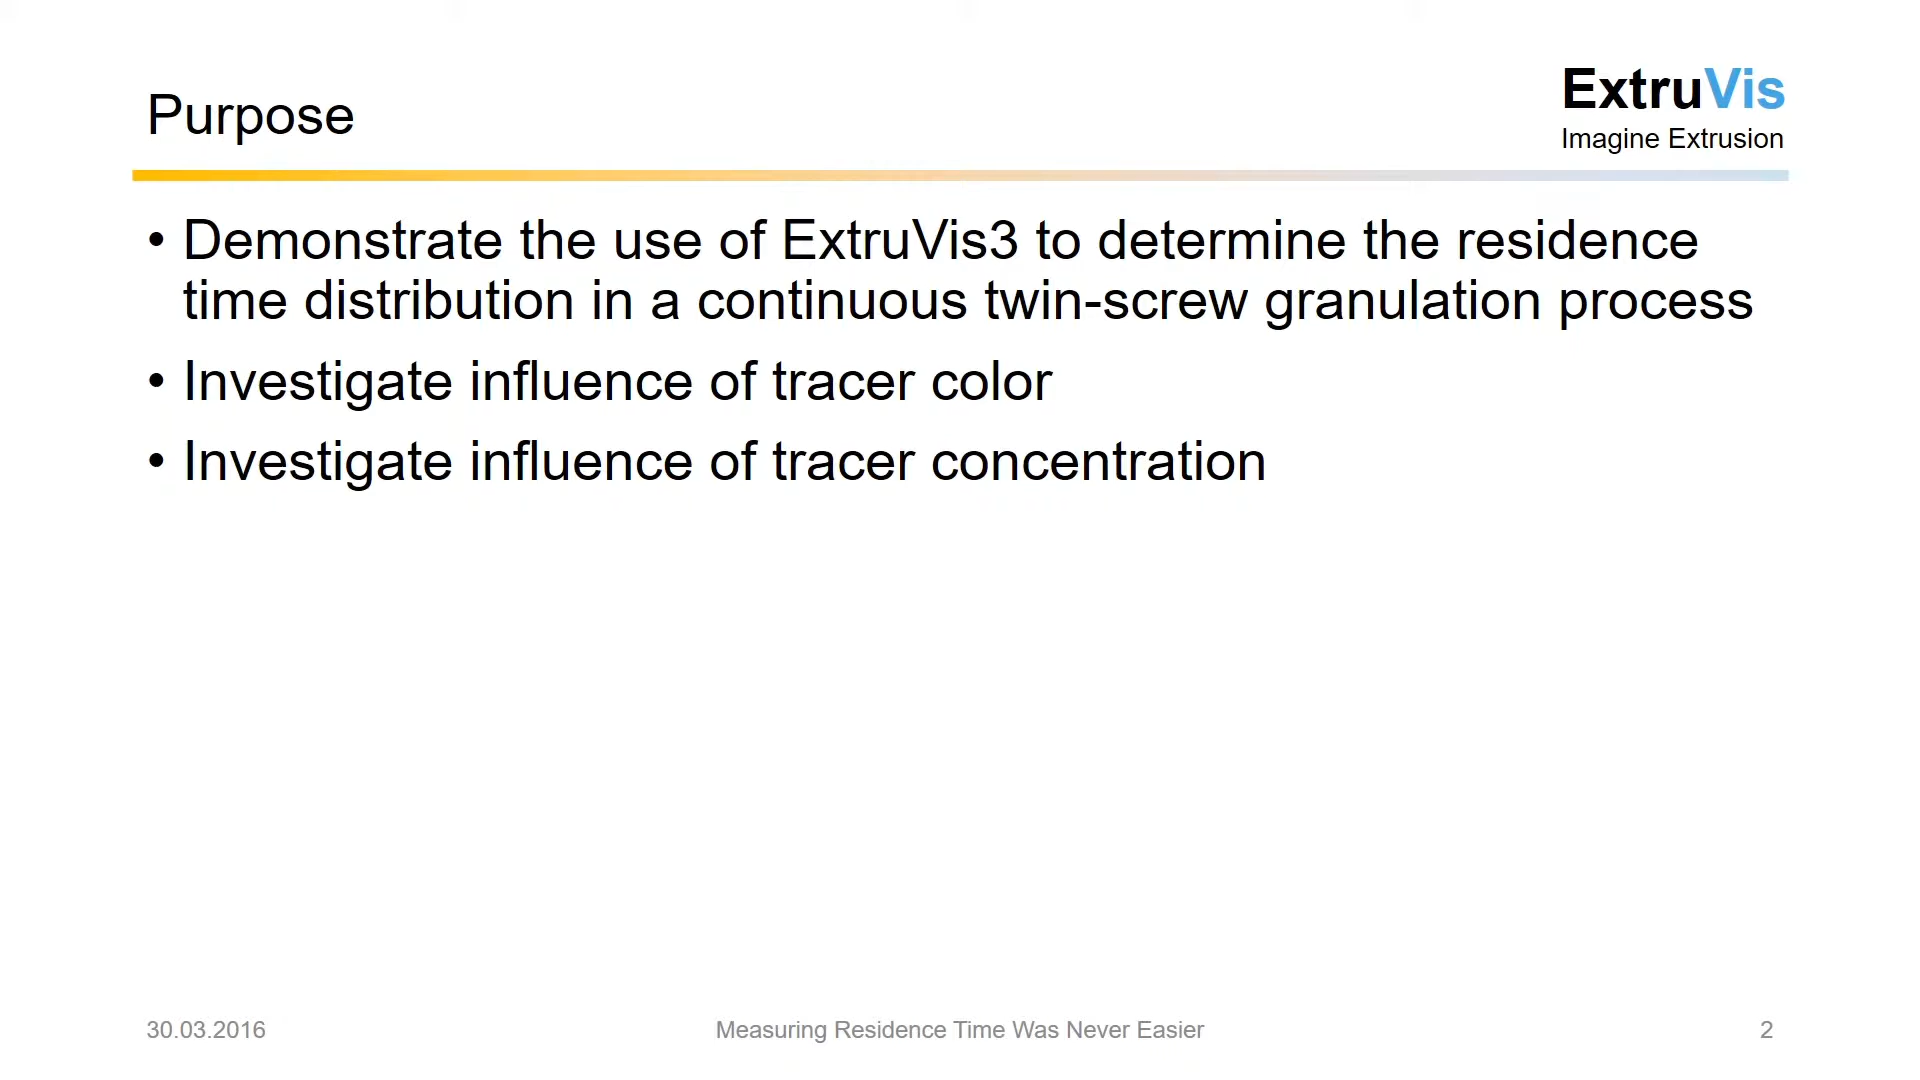 Purpose
ExtruVis
Imagine Extrusion
• Demonstrate the use of ExtruVis3 to determine the residence
time distribution in a continuous twin-screw granulation process
• Investigate influence of tracer color
• Investigate influence of tracer concentration
30.03.2016
Measuring Residence Time Was Never Easier
2